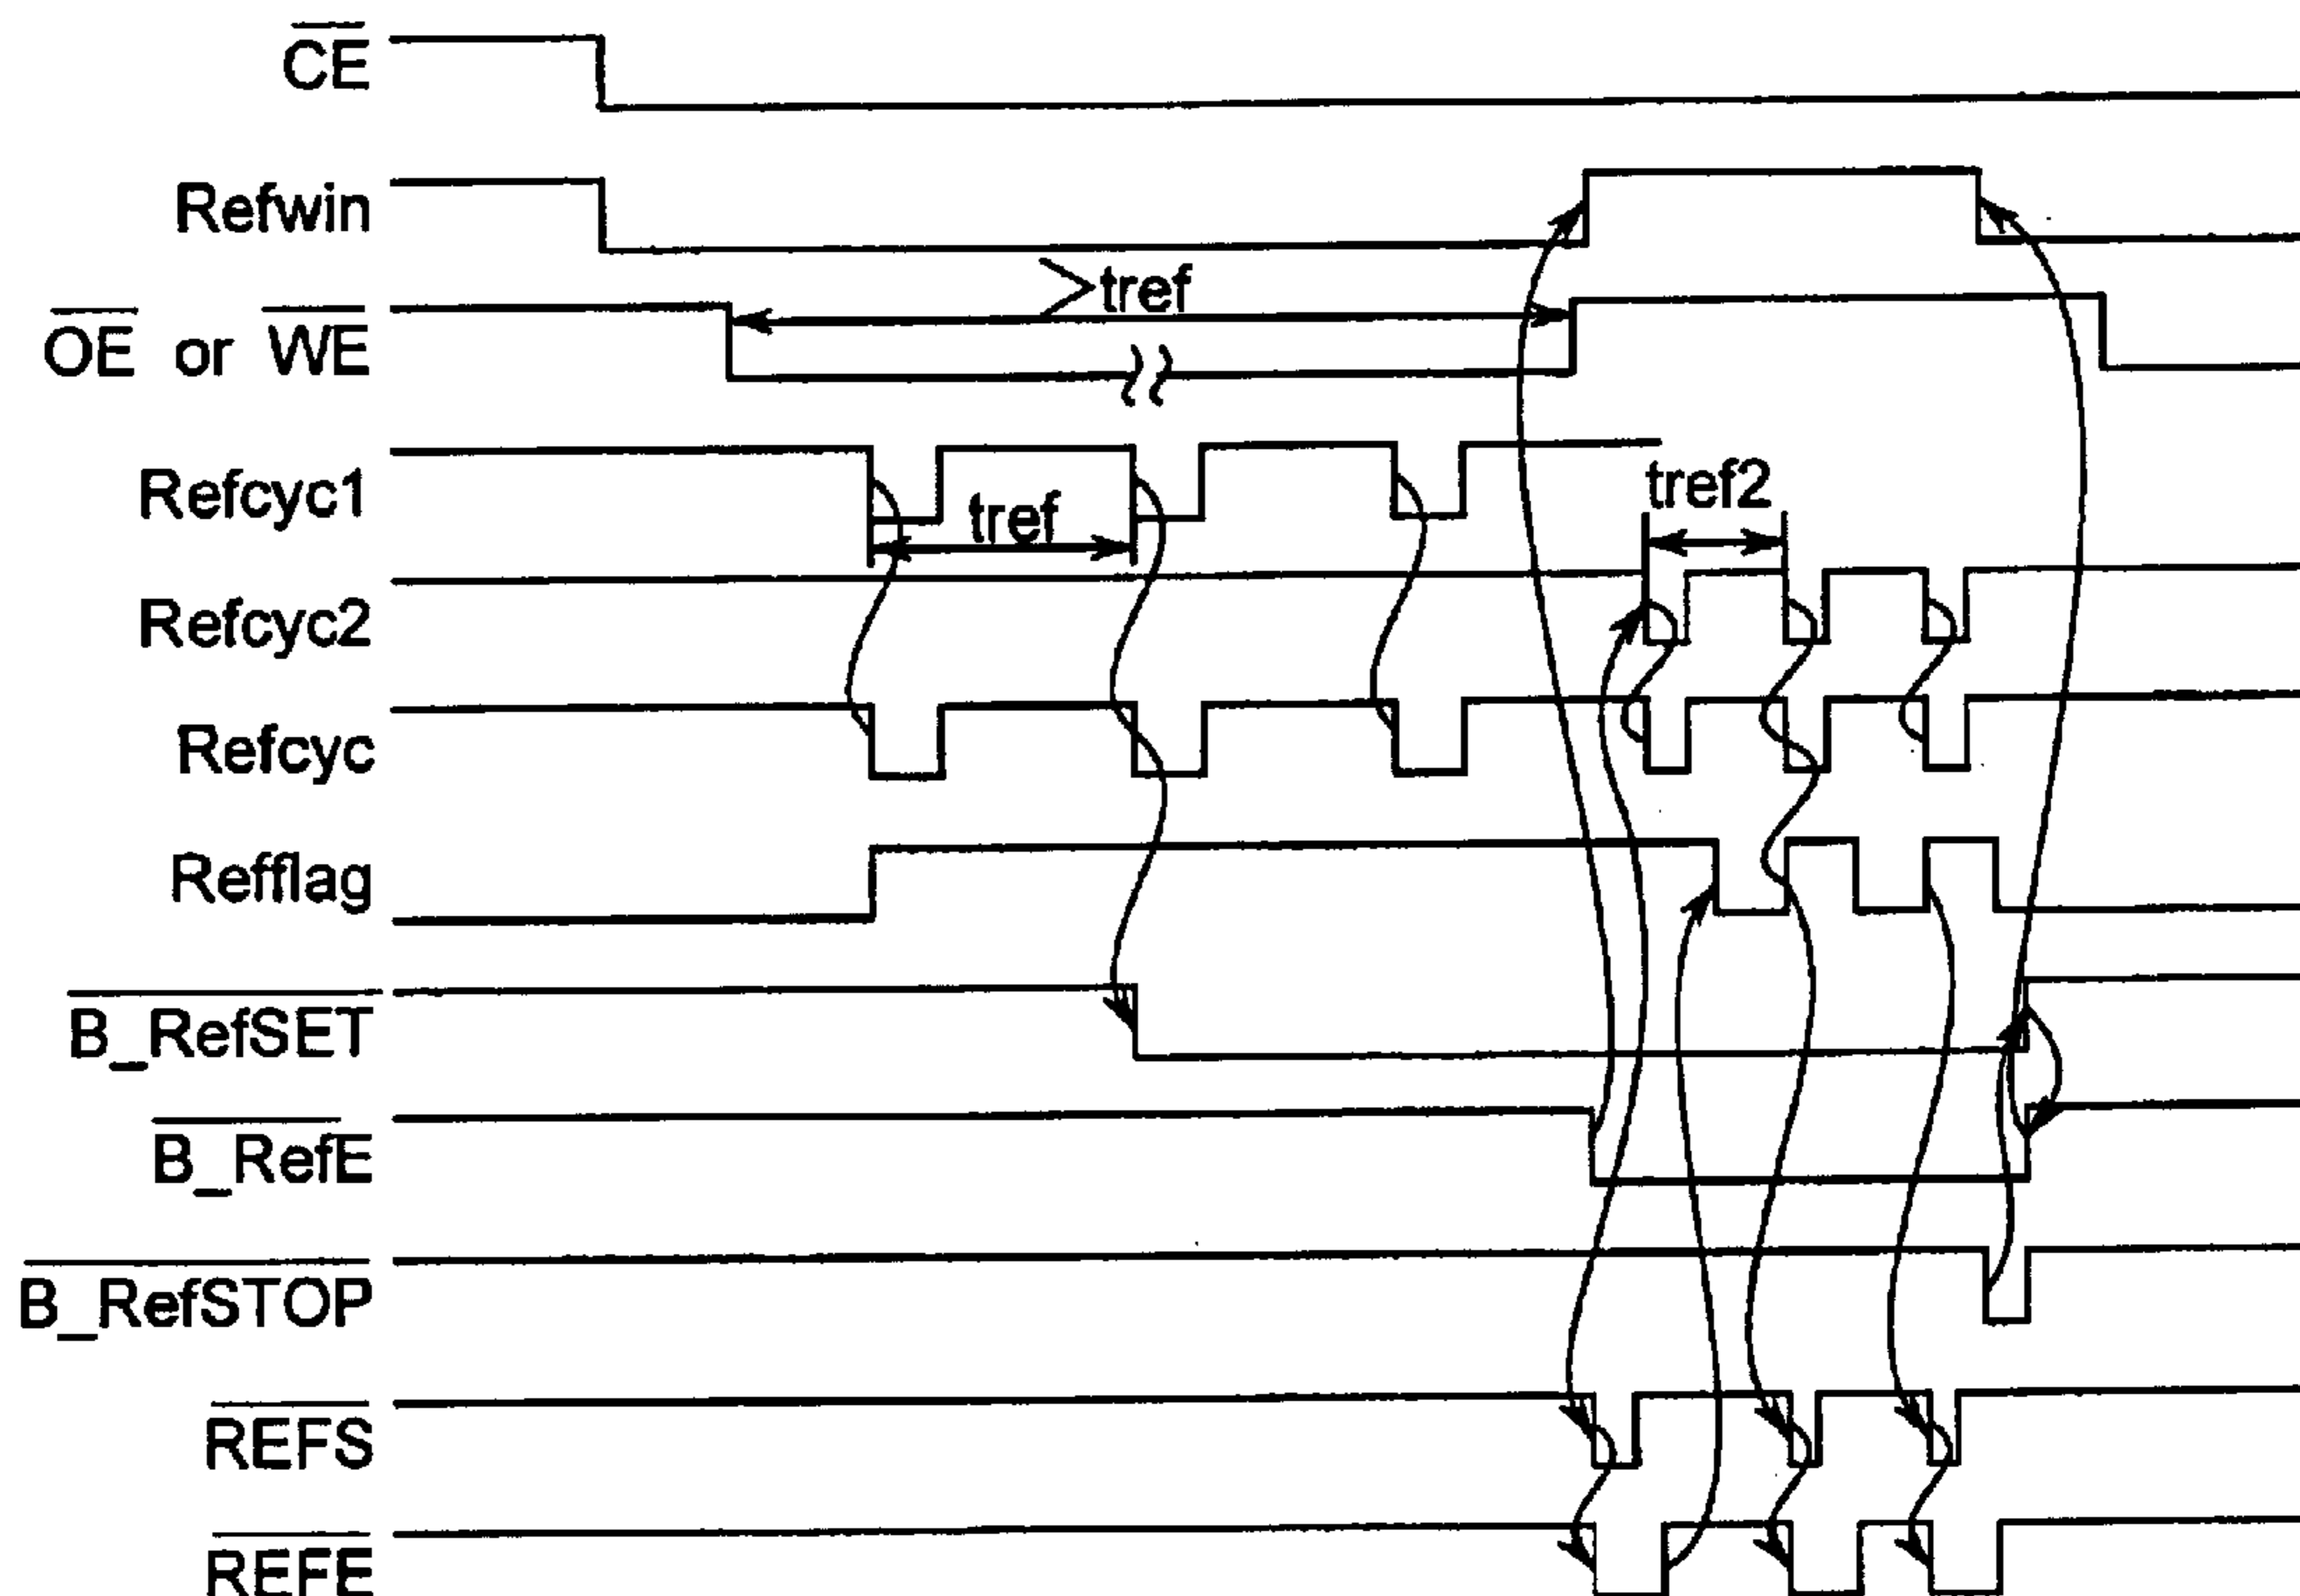 CE
Refwin
>tref
OE or WE
Refcyc1
tref
tref2
Refcyc2
Refcyc
Refflag
B_RefSET
B_RefE
B_RefSTOP
REFS
REFE